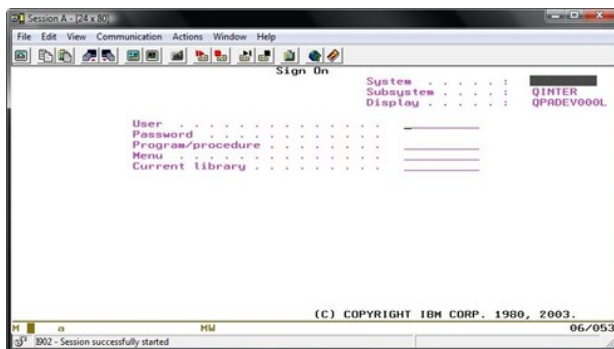 Session A - [24 x 80]
File Edit View Communication Actions Window Help
Sign On
System . . . . . :
Subsystem . . . . : QINTER
Display . . . . . : QPADEV000L
User . . . . . . . . . . . . . .
Password . . . . . . . . . . . .
Program/procedure . . . . . . . .
Menu . . . . . . . . . . . . . .
Current library . . . . . . . . .
(C) COPYRIGHT IBM CORP. 1980, 2003.
M a MW 06/053
I902 - Session successfully started